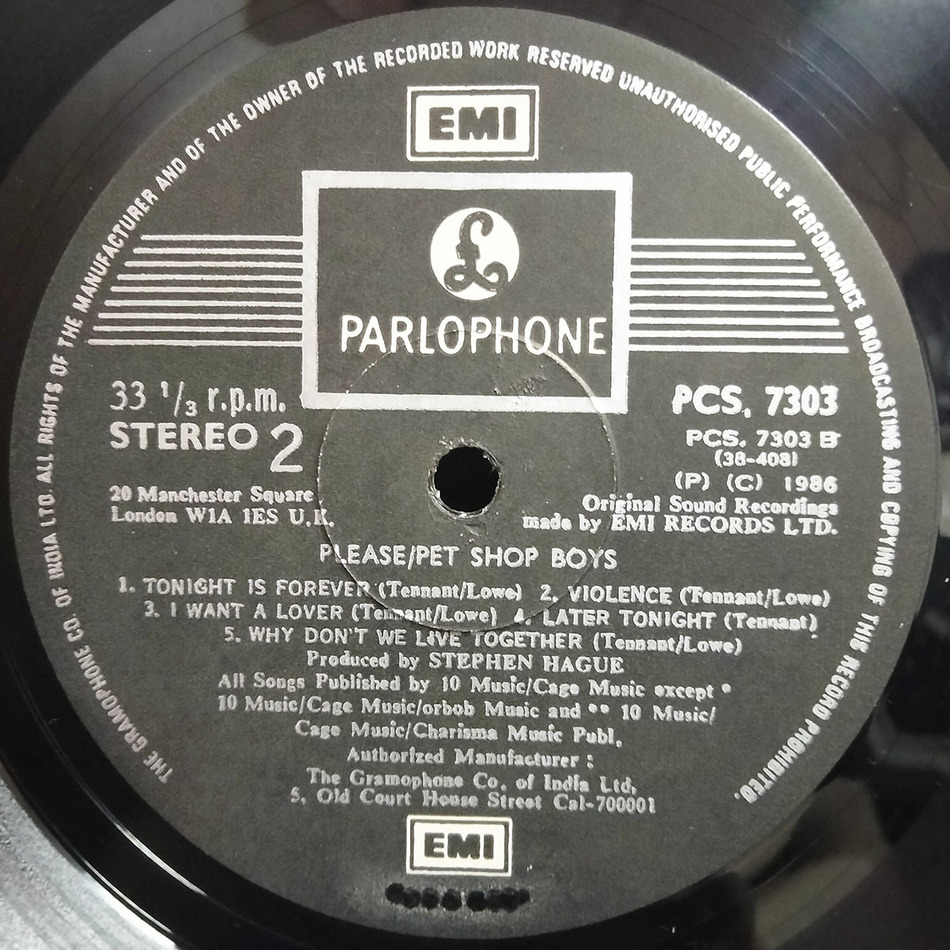 THE GRAMOPHONE CO. OF INDIA LTD. ALL RIGHTS OF THE MANUFACTURER AND OF THE OWNER OF THE RECORDED WORK RESERVED UNAUTHORISED PUBLIC PERFORMANCE BROADCASTING AND COPYING OF THIS RECORD PROHIBITED.
EMI
£
PARLOPHONE
33 1/3 r.p.m.
STEREO 2
PCS. 7303
PCS. 7303 B
(38-408)
(P) (C) 1986
20 Manchester Square
London W1A 1ES U.K.
Original Sound Recordings
made by EMI RECORDS LTD.
PLEASE/PET SHOP BOYS
1. TONIGHT IS FOREVER (Tennant/Lowe) 2. VIOLENCE (Tennant/Lowe)
3. I WANT A LOVER (Tennant/Lowe) 4. LATER TONIGHT (Tennant)
5. WHY DON'T WE LIVE TOGETHER (Tennant/Lowe)
Produced by STEPHEN HAGUE
All Songs Published by 10 Music/Cage Music except *
10 Music/Cage Music/orbob Music and ** 10 Music/
Cage Music/Charisma Music Publ.
Authorized Manufacturer :
The Gramophone Co. of India Ltd.
5, Old Court House Street Cal-700001
EMI